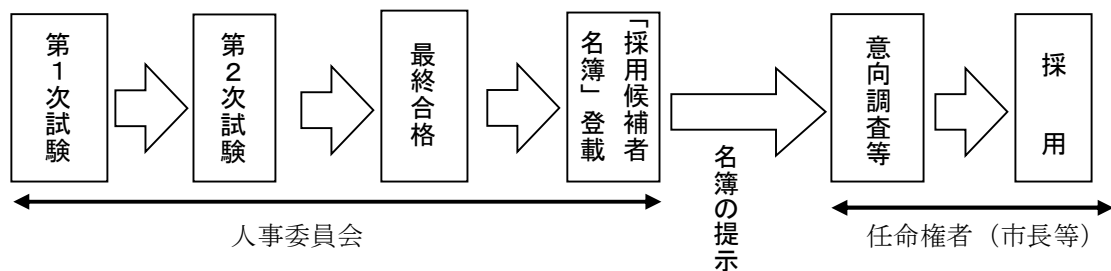 第１次試験
第２次試験
最終合格
「採用候補者
名簿」登載
名簿の提示
意向調査等
採用
人事委員会
任命権者（市長等）